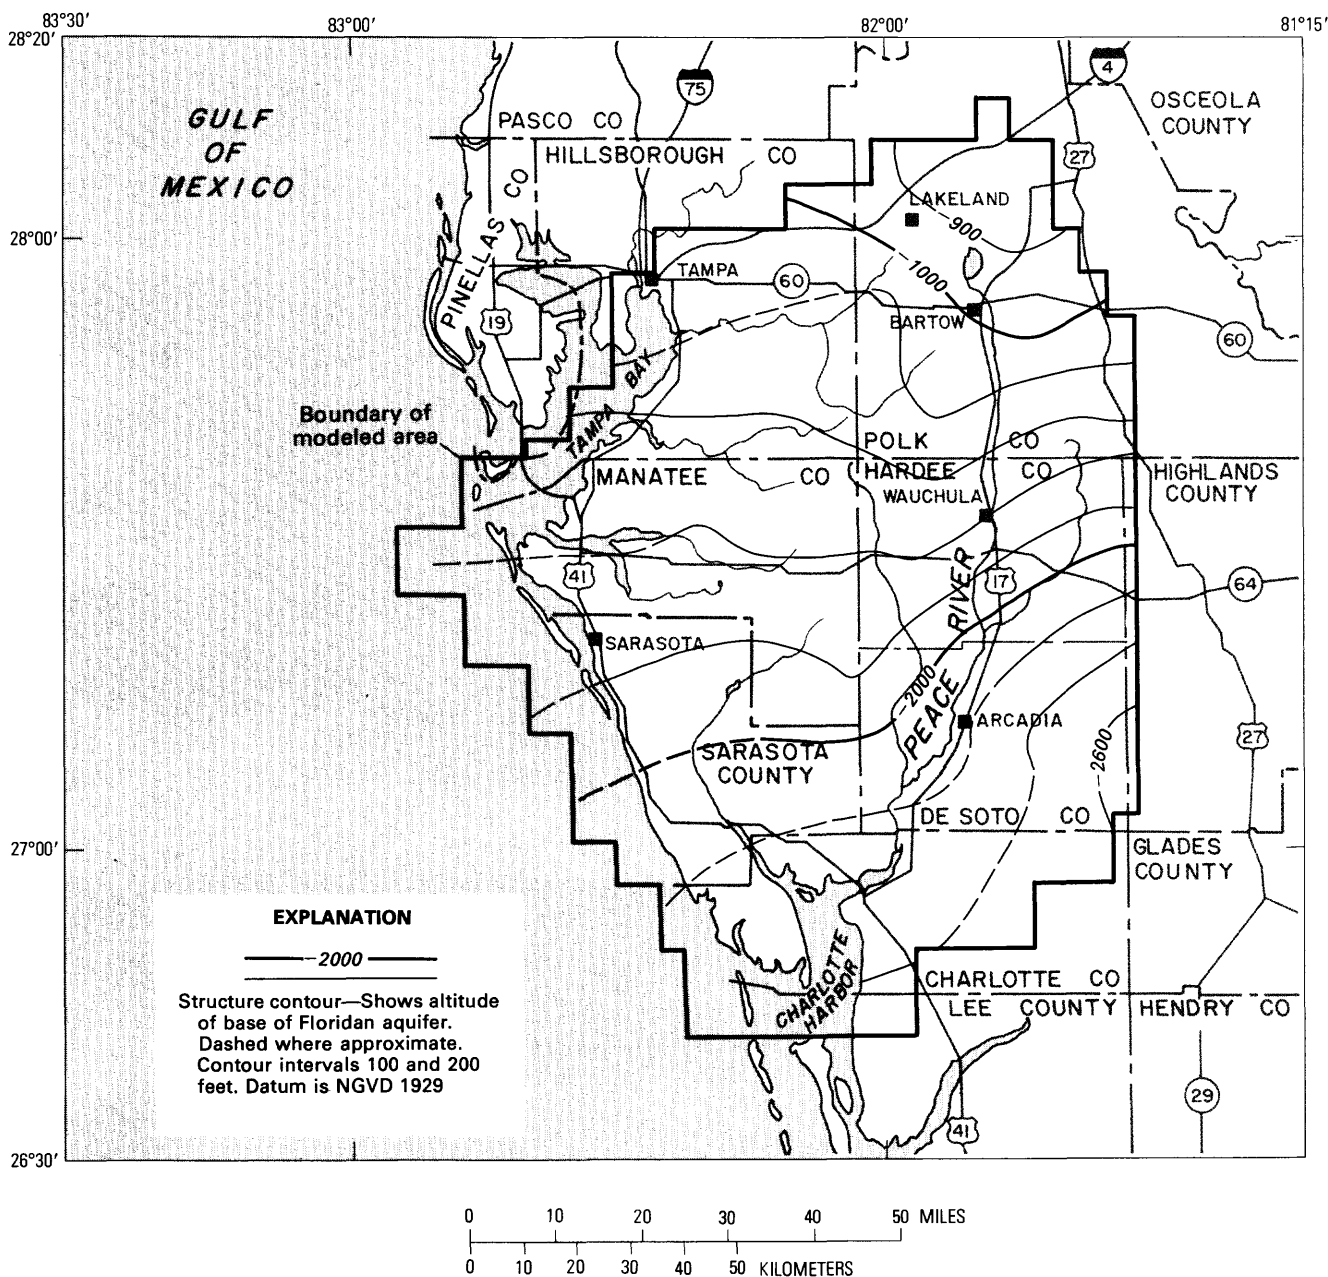 83°30'
83°00'
82°00'
81°15'
28°20'
75
4
GULF
OF
MEXICO
OSCEOLA
COUNTY
PASCO CO
HILLSBOROUGH CO
27
PINELLAS CO
LAKELAND
900
28°00'
TAMPA
60
1000
19
BARTOW
60
TAMPA BAY
Boundary of
modeled area
POLK CO
MANATEE CO
HARDEE CO
HIGHLANDS
COUNTY
WAUCHULA
41
17
64
PEACE RIVER
SARASOTA
2000
ARCADIA
27
SARASOTA
COUNTY
2600
DE SOTO CO
27°00'
GLADES
COUNTY
EXPLANATION
2000
Structure contour—Shows altitude
of base of Floridan aquifer.
Dashed where approximate.
Contour intervals 100 and 200
feet. Datum is NGVD 1929
CHARLOTTE
HARBOR
CHARLOTTE CO
LEE COUNTY
HENDRY CO
29
41
26°30'
0 10 20 30 40 50 MILES
0 10 20 30 40 50 KILOMETERS